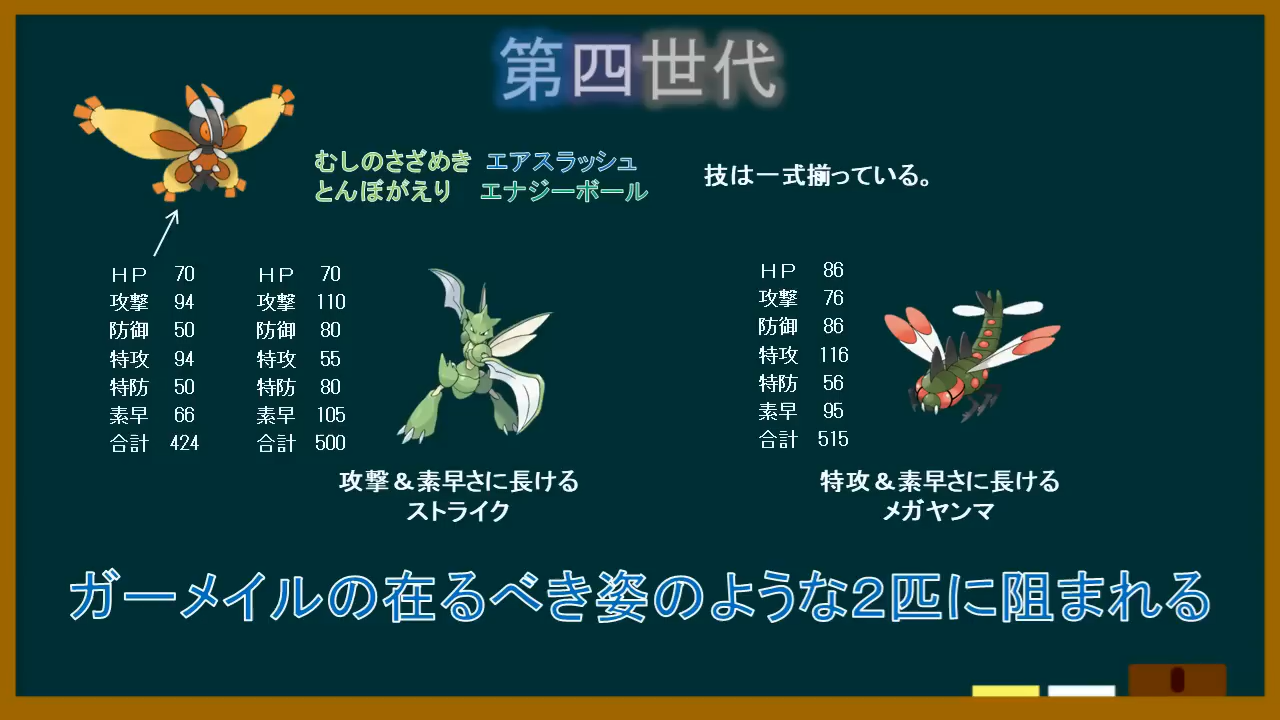 第四世代
むしのさざめき エアスラッシュ
とんぼがえり エナジーボール
技は一式揃っている。
ＨＰ 70
攻撃 94
防御 50
特攻 94
特防 50
素早 66
合計 424
ＨＰ 70
攻撃 110
防御 80
特攻 55
特防 80
素早 105
合計 500
攻撃＆素早さに長ける
ストライク
ＨＰ 86
攻撃 76
防御 86
特攻 116
特防 56
素早 95
合計 515
特攻＆素早さに長ける
メガヤンマ
ガーメイルの在るべき姿のような２匹に阻まれる